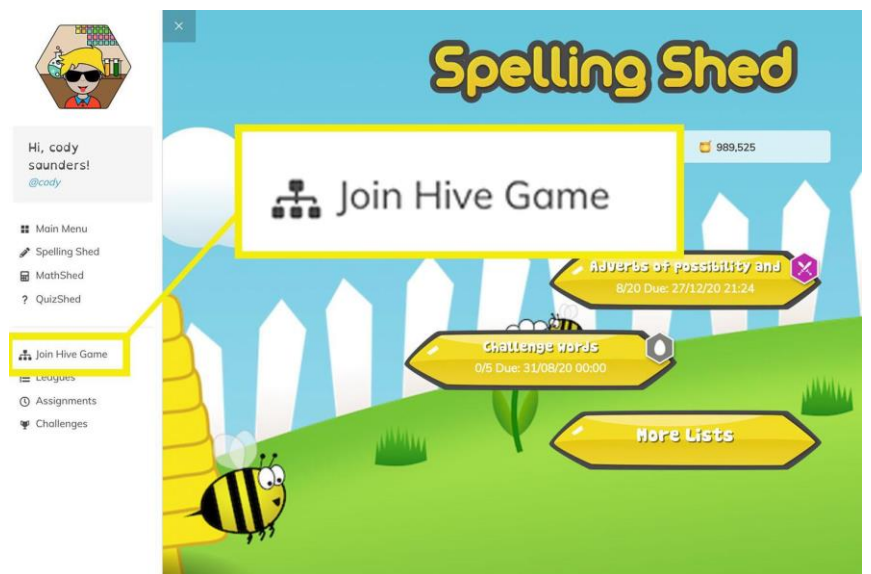 Hi, cody
saunders!
@cody
Main Menu
Spelling Shed
MathShed
? QuizShed
Join Hive Game
Leagues
Assignments
Challenges
×
Spelling Shed
989,525
Join Hive Game
Adverbs of possibility and
8/20 Due: 27/12/20 21:24
Challenge words
0/5 Due: 31/08/20 00:00
More Lists